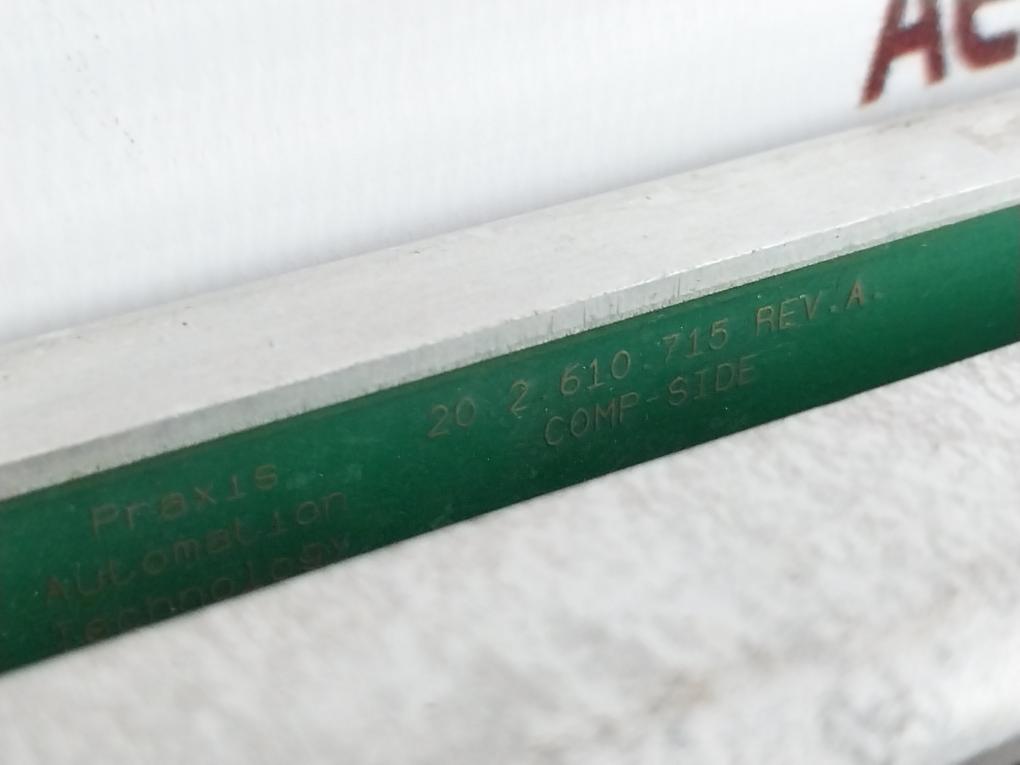 20 2.610.715 REV.A
COMP-SIDE
Praxis
Automation
Technology